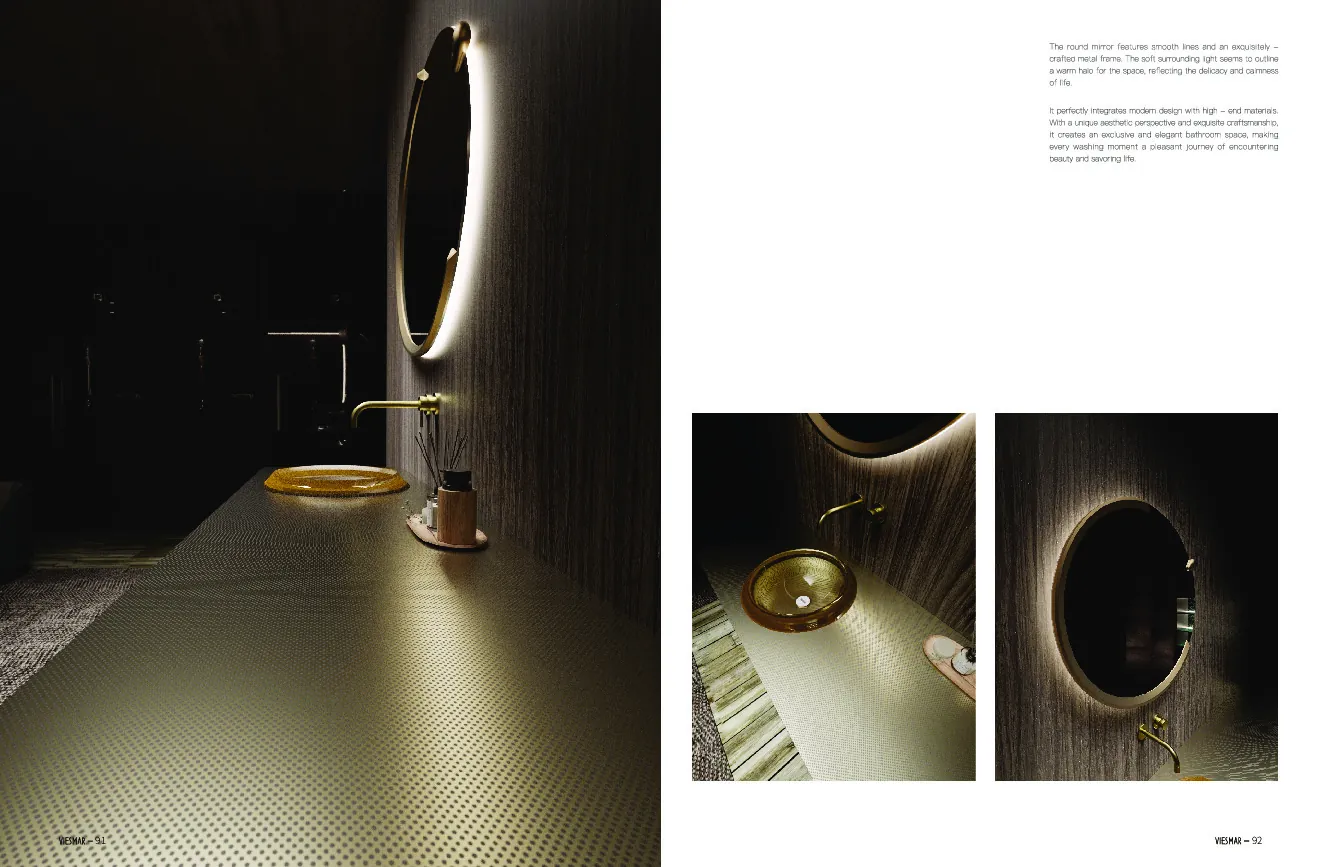 The round mirror features smooth lines and an exquisitely –
crafted metal frame. The soft surrounding light seems to outline
a warm halo for the space, reflecting the delicacy and calmness
of life.
It perfectly integrates modern design with high – end materials.
With a unique aesthetic perspective and exquisite craftsmanship,
it creates an exclusive and elegant bathroom space, making
every washing moment a pleasant journey of encountering
beauty and savoring life.
VIESMAR – 91
VIESMAR – 92